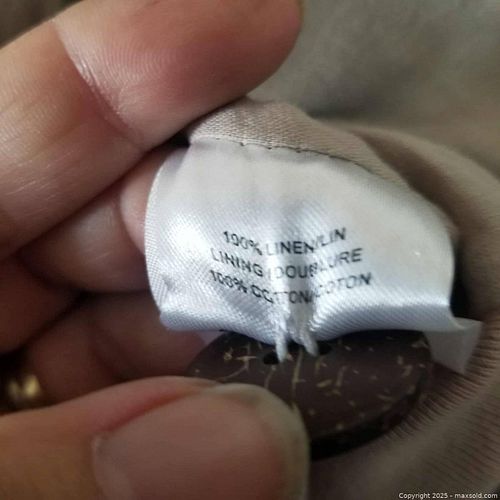 100% LINEN/LIN
LINING/DOUBLURE
100% COTTON/COTON
Copyright 2025 - maxsold.com